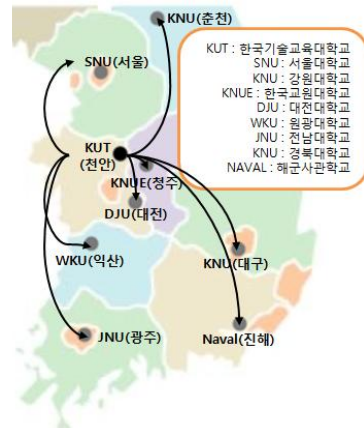 KNU(춘천)
SNU(서울)
KUT : 한국기술교육대학교
SNU : 서울대학교
KNU : 강원대학교
KNUE : 한국교원대학교
DJU : 대전대학교
WKU : 원광대학교
JNU : 전남대학교
KNU : 경북대학교
NAVAL : 해군사관학교
KUT
(천안)
KNUE(청주)
DJU(대전)
WKU(익산)
KNU(대구)
JNU(광주)
Naval(진해)